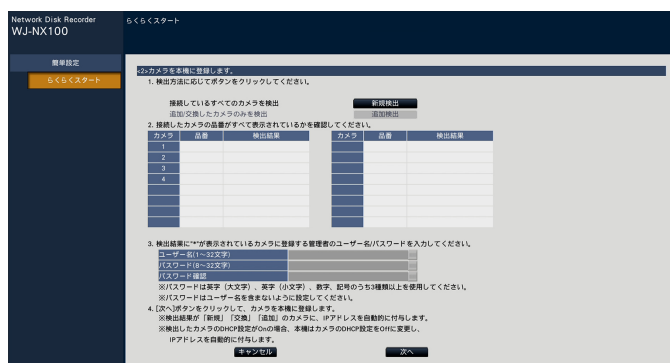 Network Disk Recorder
WJ-NX100
らくらくスタート
簡単設定
らくらくスタート
<2>カメラを本機に登録します。
1. 検出方法に応じてボタンをクリックしてください。
接続しているすべてのカメラを検出 新規検出
追加/交換したカメラのみを検出 追加検出
2. 接続したカメラの品番がすべて表示されているかを確認してください。
カメラ 品番 検出結果 カメラ 品番 検出結果
1
2
3
4
3. 検出結果に"*"が表示されているカメラに登録する管理者のユーザー名/パスワードを入力してください。
ユーザー名(1～32文字)
パスワード(8～32文字)
パスワード確認
※パスワードは英字（大文字）、英字（小文字）、数字、記号のうち3種類以上を使用してください。
※パスワードはユーザー名を含まないように設定してください。
4. [次へ]ボタンをクリックして、カメラを本機に登録します。
※検出結果が「新規」「交換」「追加」のカメラに、IPアドレスを自動的に付与します。
※検出したカメラのDHCP設定がOnの場合、本機はカメラのDHCP設定をOffに変更し、
IPアドレスを自動的に付与します。
キャンセル 次へ